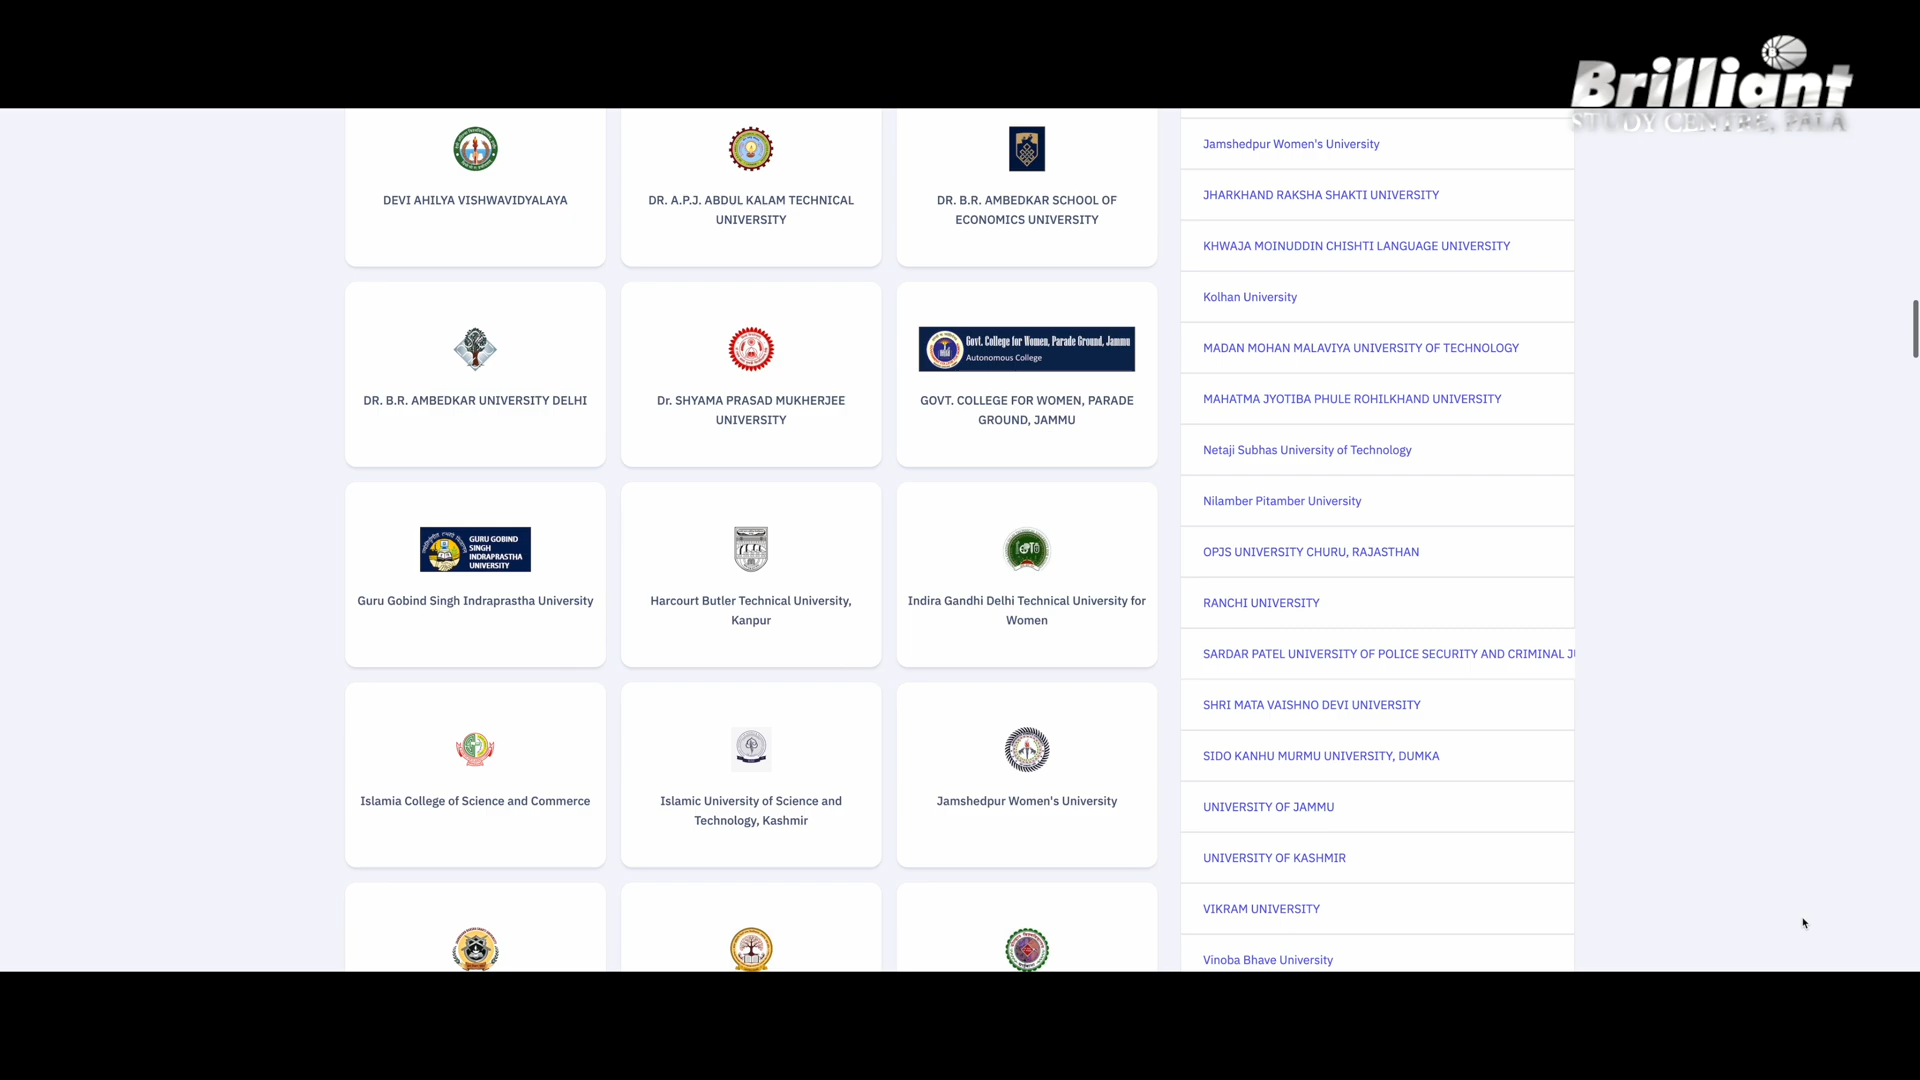 Brilliant
STUDY CENTRE, PALA
DEVI AHILYA VISHWAVIDYALAYA
DR. A.P.J. ABDUL KALAM TECHNICAL
UNIVERSITY
DR. B.R. AMBEDKAR SCHOOL OF
ECONOMICS UNIVERSITY
DR. B.R. AMBEDKAR UNIVERSITY DELHI
Dr. SHYAMA PRASAD MUKHERJEE
UNIVERSITY
Govt. College for Women, Parade Ground, Jammu
Autonomous College
GOVT. COLLEGE FOR WOMEN, PARADE
GROUND, JAMMU
GURU GOBIND
SINGH
INDRAPRASTHA
UNIVERSITY
Guru Gobind Singh Indraprastha University
Harcourt Butler Technical University,
Kanpur
Indira Gandhi Delhi Technical University for
Women
Islamia College of Science and Commerce
Islamic University of Science and
Technology, Kashmir
Jamshedpur Women's University
Jamshedpur Women's University
JHARKHAND RAKSHA SHAKTI UNIVERSITY
KHWAJA MOINUDDIN CHISHTI LANGUAGE UNIVERSITY
Kolhan University
MADAN MOHAN MALAVIYA UNIVERSITY OF TECHNOLOGY
MAHATMA JYOTIBA PHULE ROHILKHAND UNIVERSITY
Netaji Subhas University of Technology
Nilamber Pitamber University
OPJS UNIVERSITY CHURU, RAJASTHAN
RANCHI UNIVERSITY
SARDAR PATEL UNIVERSITY OF POLICE SECURITY AND CRIMINAL
SHRI MATA VAISHNO DEVI UNIVERSITY
SIDO KANHU MURMU UNIVERSITY, DUMKA
UNIVERSITY OF JAMMU
UNIVERSITY OF KASHMIR
VIKRAM UNIVERSITY
Vinoba Bhave University